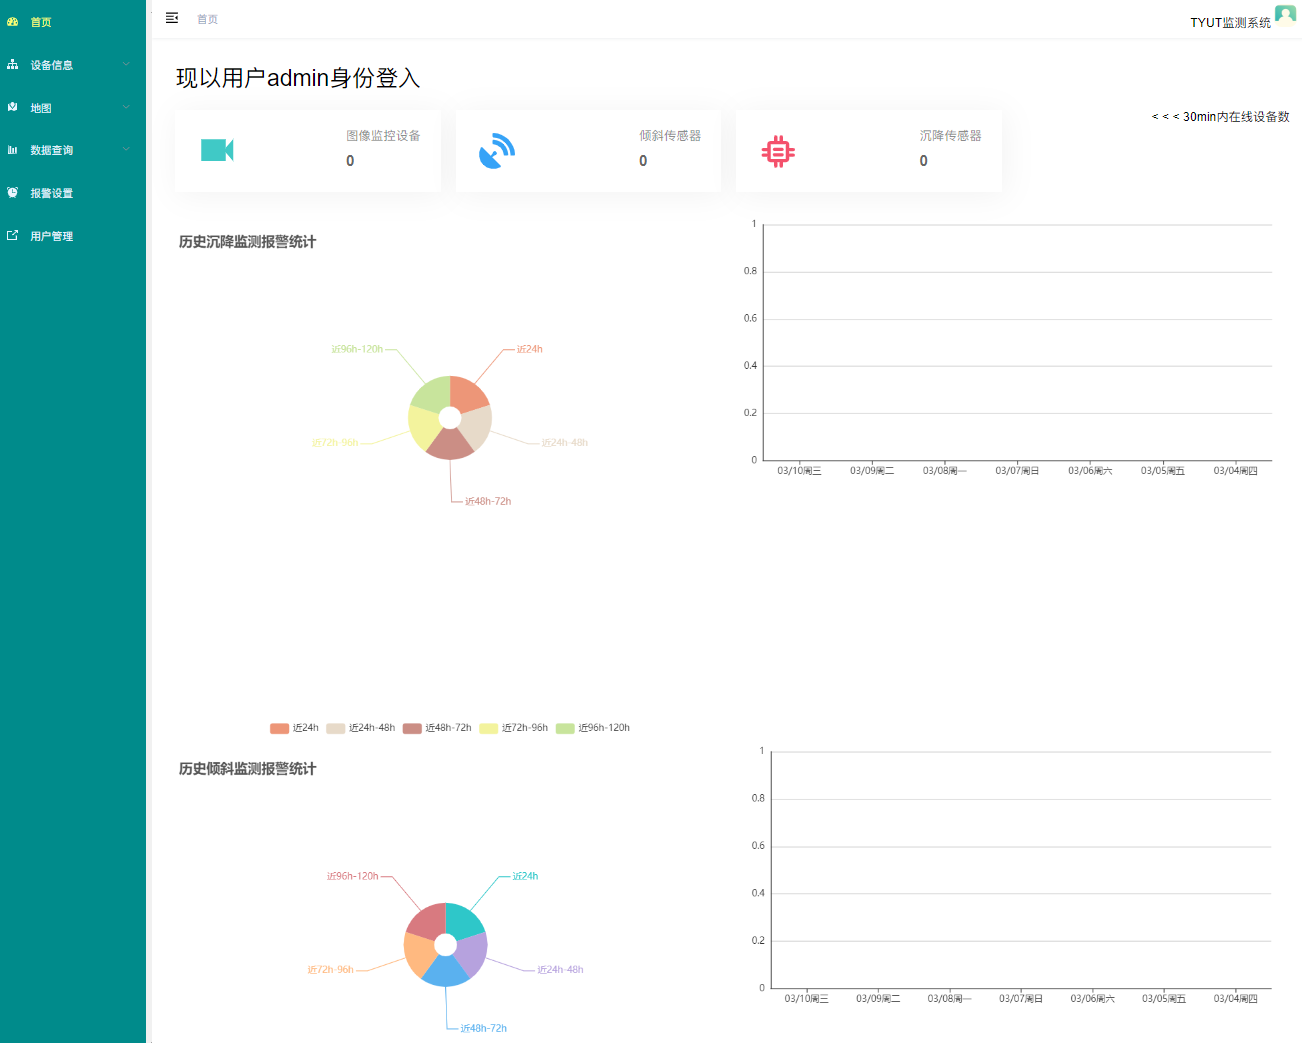 首页
设备信息
地图
数据查询
报警设置
用户管理
首页
TYUT监测系统
现以用户admin身份登入
图像监控设备
0
倾斜传感器
0
沉降传感器
0
< < < 30min内在线设备数
历史沉降监测报警统计
近96h-120h
近24h
近72h-96h
近24h-48h
近48h-72h
近24h 近24h-48h 近48h-72h 近72h-96h 近96h-120h
1
0.8
0.6
0.4
0.2
0
03/10周三 03/09周二 03/08周一 03/07周日 03/06周六 03/05周五 03/04周四
历史倾斜监测报警统计
近96h-120h
近24h
近72h-96h
近24h-48h
近48h-72h
1
0.8
0.6
0.4
0.2
0
03/10周三 03/09周二 03/08周一 03/07周日 03/06周六 03/05周五 03/04周四